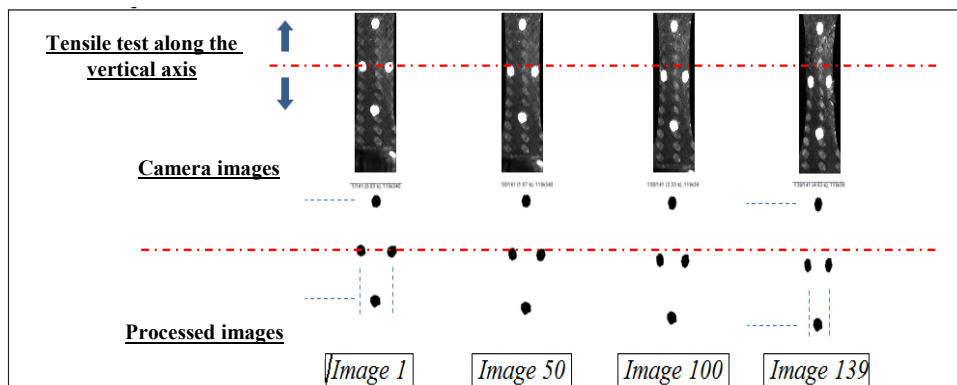 Tensile test along the
vertical axis
Camera images
Processed images
Image 1
Image 50
Image 100
Image 139